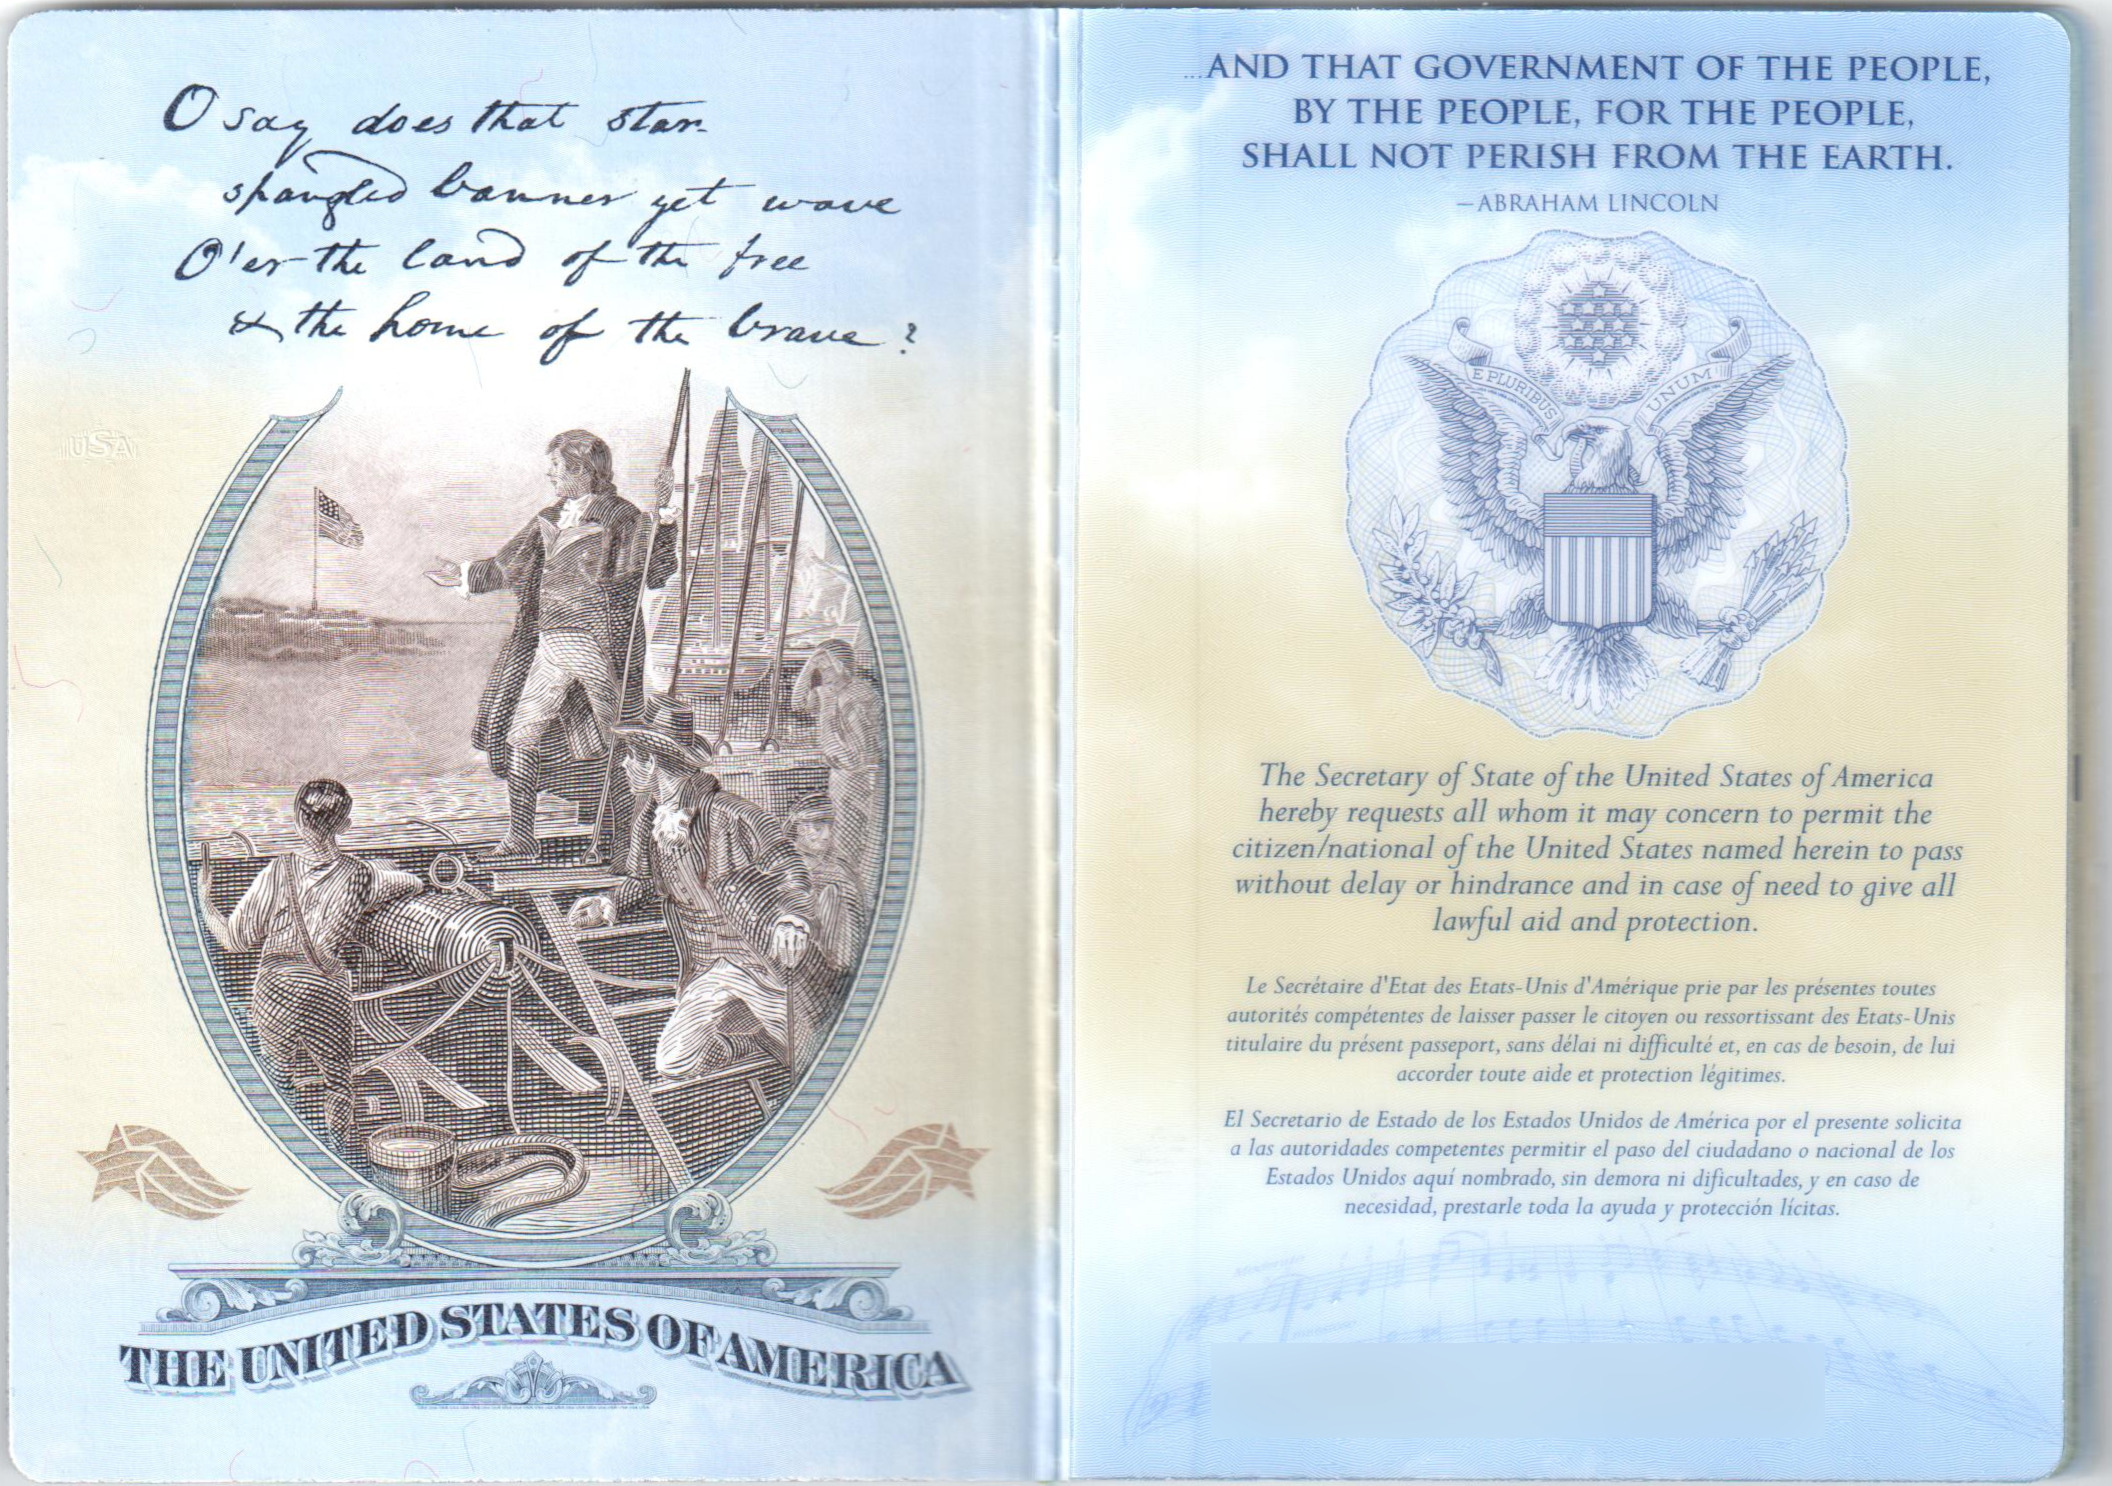 O say does that star-
spangled banner yet wave
O'er the land of the free
& the home of the brave?
USA
THE UNITED STATES OF AMERICA
...AND THAT GOVERNMENT OF THE PEOPLE,
BY THE PEOPLE, FOR THE PEOPLE,
SHALL NOT PERISH FROM THE EARTH.
—ABRAHAM LINCOLN
E PLURIBUS UNUM
The Secretary of State of the United States of America
hereby requests all whom it may concern to permit the
citizen/national of the United States named herein to pass
without delay or hindrance and in case of need to give all
lawful aid and protection.
Le Secrétaire d'Etat des Etats-Unis d'Amérique prie par les présentes toutes
autorités compétentes de laisser passer le citoyen ou ressortissant des Etats-Unis
titulaire du présent passeport, sans délai ni difficulté et, en cas de besoin, de lui
accorder toute aide et protection légitimes.
El Secretario de Estado de los Estados Unidos de América por el presente solicita
a las autoridades competentes permitir el paso del ciudadano o nacional de los
Estados Unidos aquí nombrado, sin demora ni dificultades, y en caso de
necesidad, prestarle toda la ayuda y protección lícitas.